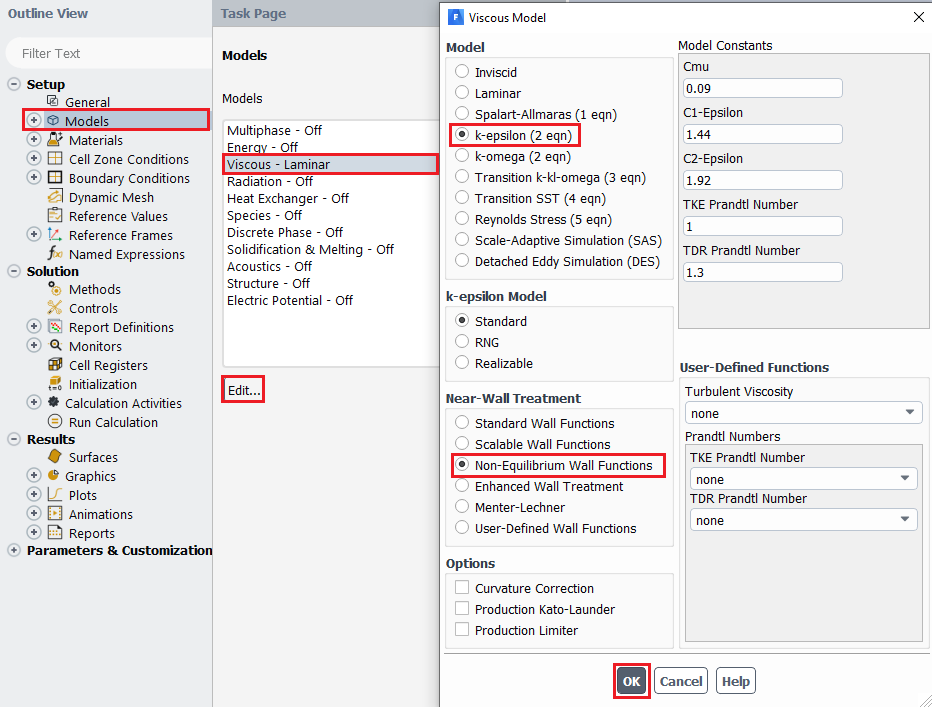 Outline View
Filter Text
Setup
General
Models
Materials
Cell Zone Conditions
Boundary Conditions
Dynamic Mesh
Reference Values
Reference Frames
Named Expressions
Solution
Methods
Controls
Report Definitions
Monitors
Cell Registers
Initialization
Calculation Activities
Run Calculation
Results
Surfaces
Graphics
Plots
Animations
Reports
Parameters & Customization
Task Page
Models
Models
Multiphase - Off
Energy - Off
Viscous - Laminar
Radiation - Off
Heat Exchanger - Off
Species - Off
Discrete Phase - Off
Solidification & Melting - Off
Acoustics - Off
Structure - Off
Electric Potential - Off
Edit...
Viscous Model
Model
Inviscid
Laminar
Spalart-Allmaras (1 eqn)
k-epsilon (2 eqn)
k-omega (2 eqn)
Transition k-kl-omega (3 eqn)
Transition SST (4 eqn)
Reynolds Stress (5 eqn)
Scale-Adaptive Simulation (SAS)
Detached Eddy Simulation (DES)
k-epsilon Model
Standard
RNG
Realizable
Near-Wall Treatment
Standard Wall Functions
Scalable Wall Functions
Non-Equilibrium Wall Functions
Enhanced Wall Treatment
Menter-Lechner
User-Defined Wall Functions
Options
Curvature Correction
Production Kato-Launder
Production Limiter
Model Constants
Cmu
0.09
C1-Epsilon
1.44
C2-Epsilon
1.92
TKE Prandtl Number
1
TDR Prandtl Number
1.3
User-Defined Functions
Turbulent Viscosity
none
Prandtl Numbers
TKE Prandtl Number
none
TDR Prandtl Number
none
OK
Cancel
Help